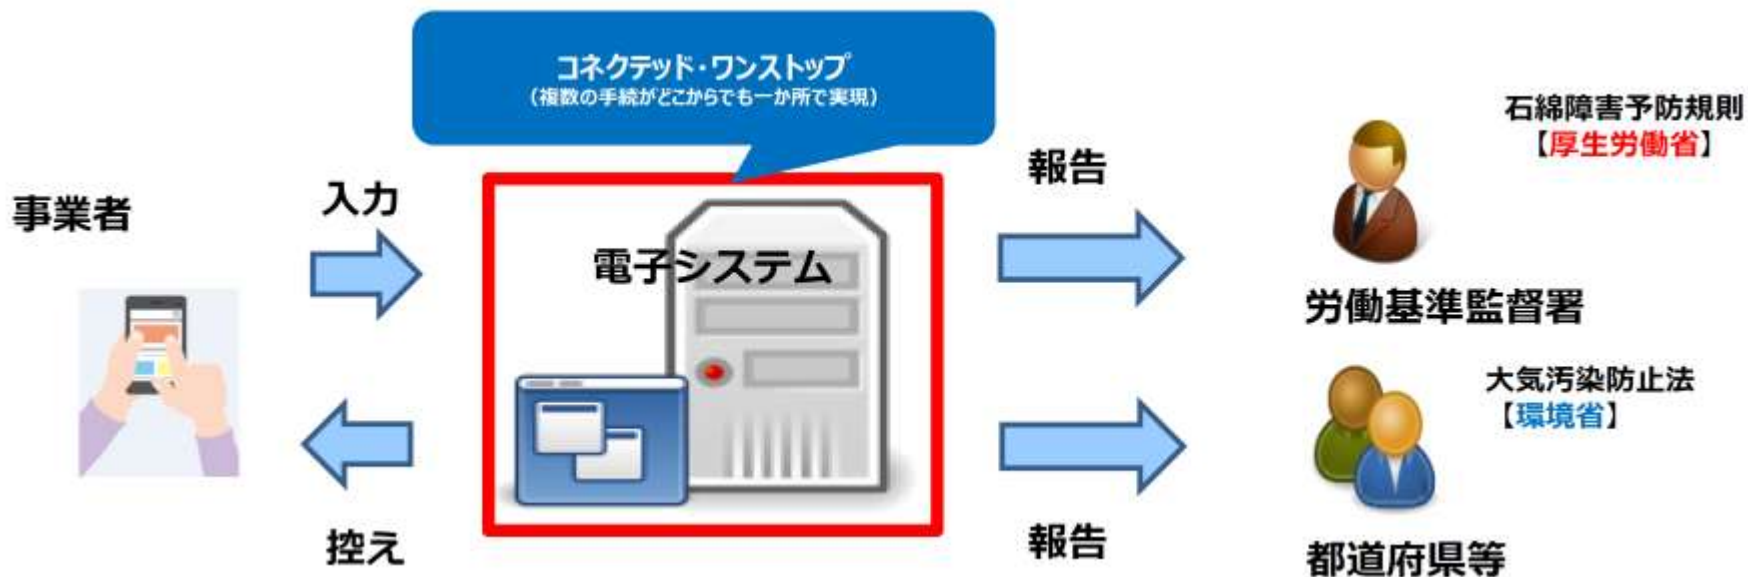 コネクテッド・ワンストップ
（複数の手続がどこからでも一か所で実現）
事業者
入力
控え
電子システム
報告
報告
石綿障害予防規則
【厚生労働省】
労働基準監督署
大気汚染防止法
【環境省】
都道府県等